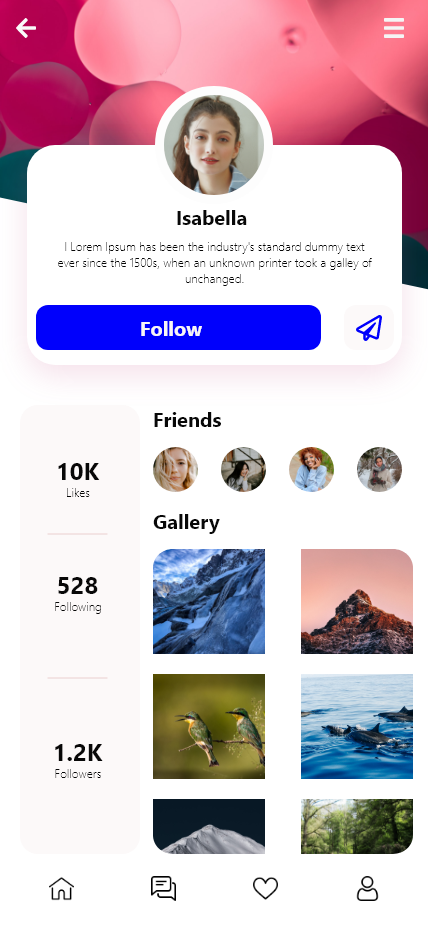 Isabella
I Lorem Ipsum has been the industry's standard dummy text
ever since the 1500s, when an unknown printer took a galley of
unchanged.
Follow
10K
Likes
528
Following
1.2K
Followers
Friends
Gallery